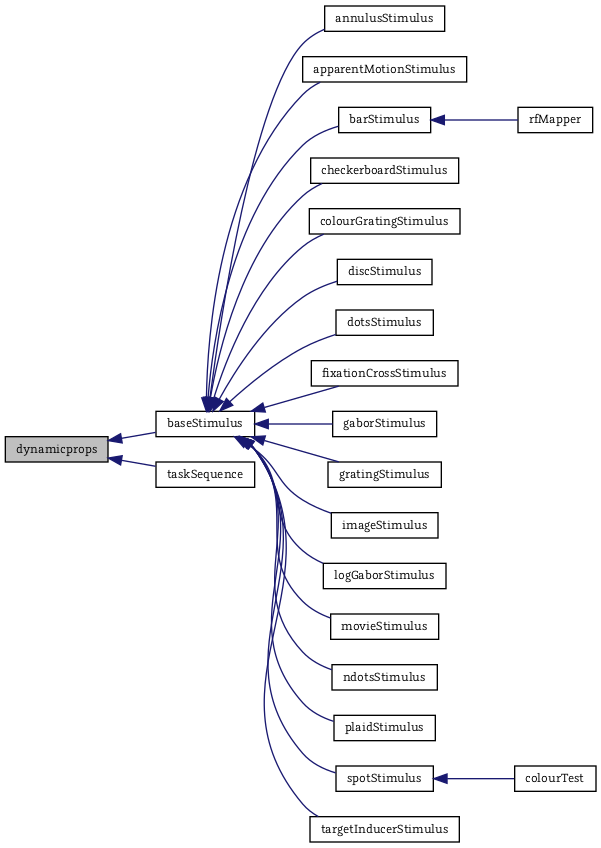 annulusStimulus
apparentMotionStimulus
barStimulus
rfMapper
checkerboardStimulus
colourGratingStimulus
discStimulus
dotsStimulus
fixationCrossStimulus
baseStimulus
gaborStimulus
dynamicprops
taskSequence
gratingStimulus
imageStimulus
logGaborStimulus
movieStimulus
ndotsStimulus
plaidStimulus
spotStimulus
colourTest
targetInducerStimulus